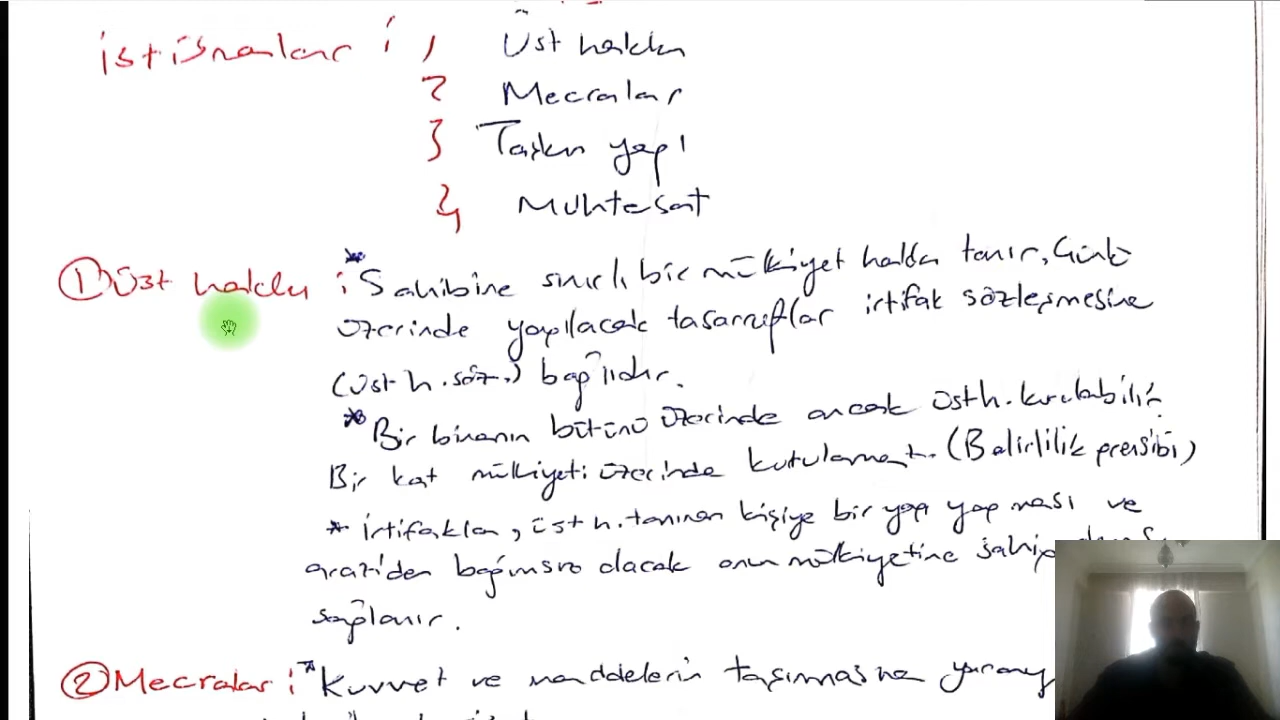 istisnalar : 1 Üst hakkı
2 Mecralar
3 Taşkın yapı
4 Muhtesat
① Üst hakkı : * Sahibine sınırlı bir mülkiyet hakkı tanır. Çünkü
üzerinde yapılacak tasarruflar irtifak sözleşmesine
(Üst h. söz.) bağlıdır.
* Bir binanın bütünü üzerinde ancak üst h. kurulabilir.
Bir kat mülkiyeti üzerinde kurulamaz. (Belirlilik prensibi)
* İrtifakla, üst h. tanınan kişiye bir yapı yapması ve
araziden bağımsız olacak onun mülkiyetine sahip
sağlanır.
② Mecralar : * Kuvvet ve maddelerin taşınmasına